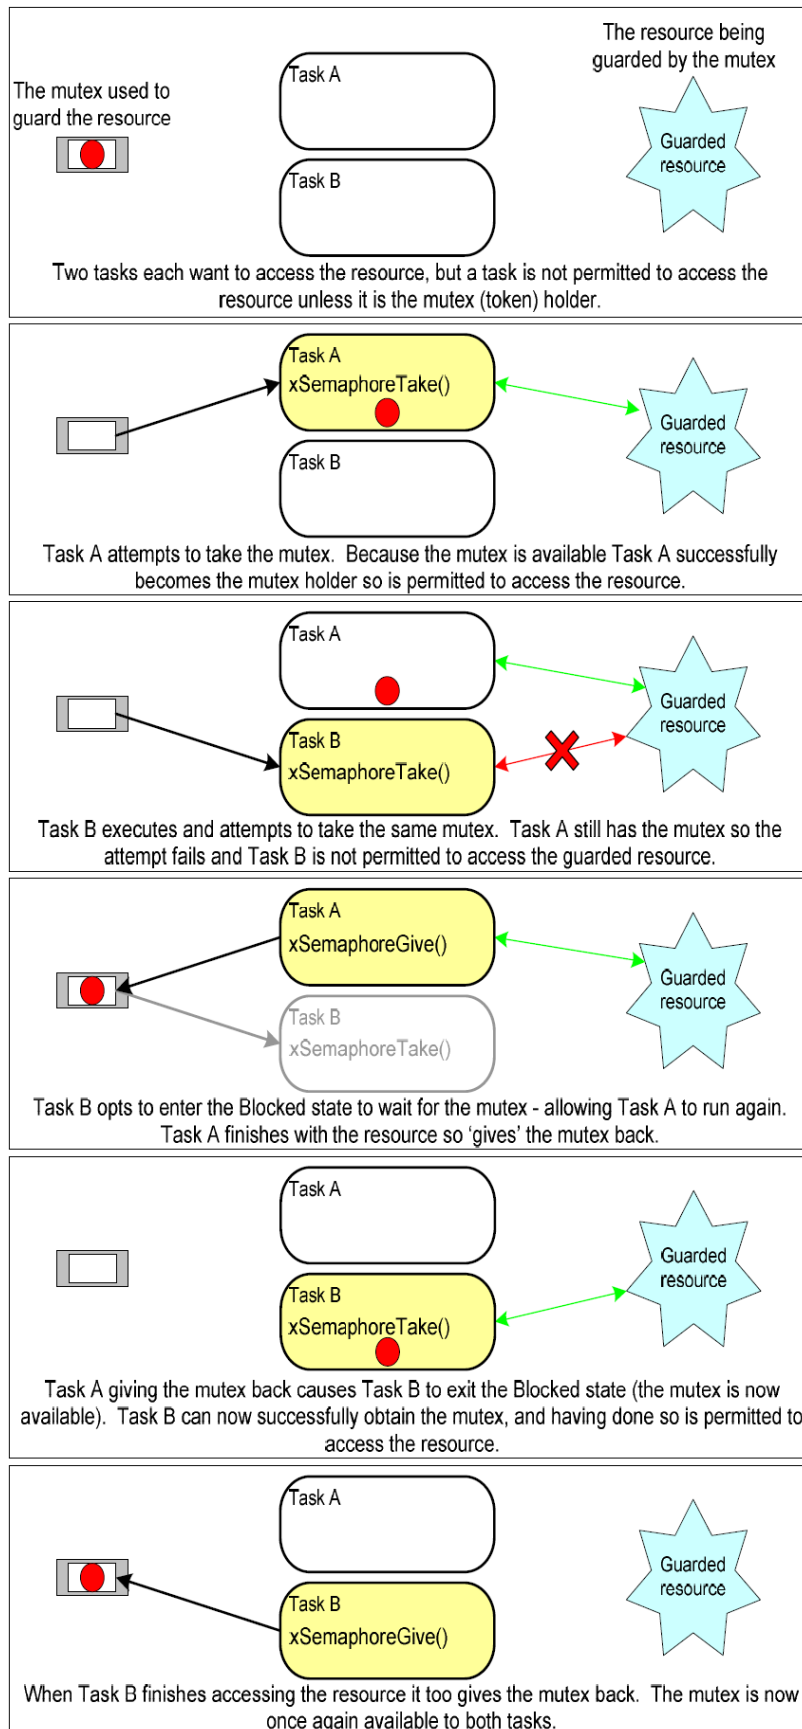 The resource being
guarded by the mutex
Task A
The mutex used to
guard the resource
Guarded
resource
Task B
Two tasks each want to access the resource, but a task is not permitted to access the
resource unless it is the mutex (token) holder.
Task A
xSemaphoreTake()
Guarded
resource
Task B
Task A attempts to take the mutex.  Because the mutex is available Task A successfully
becomes the mutex holder so is permitted to access the resource.
Task A
Guarded
resource
Task B
xSemaphoreTake()
Task B executes and attempts to take the same mutex.  Task A still has the mutex so the
attempt fails and Task B is not permitted to access the guarded resource.
Task A
xSemaphoreGive()
Guarded
resource
Task B
xSemaphoreTake()
Task B opts to enter the Blocked state to wait for the mutex - allowing Task A to run again.
Task A finishes with the resource so ‘gives’ the mutex back.
Task A
Guarded
resource
Task B
xSemaphoreTake()
Task A giving the mutex back causes Task B to exit the Blocked state (the mutex is now
available).  Task B can now successfully obtain the mutex, and having done so is permitted to
access the resource.
Task A
Guarded
resource
Task B
xSemaphoreGive()
When Task B finishes accessing the resource it too gives the mutex back.  The mutex is now
once again available to both tasks.